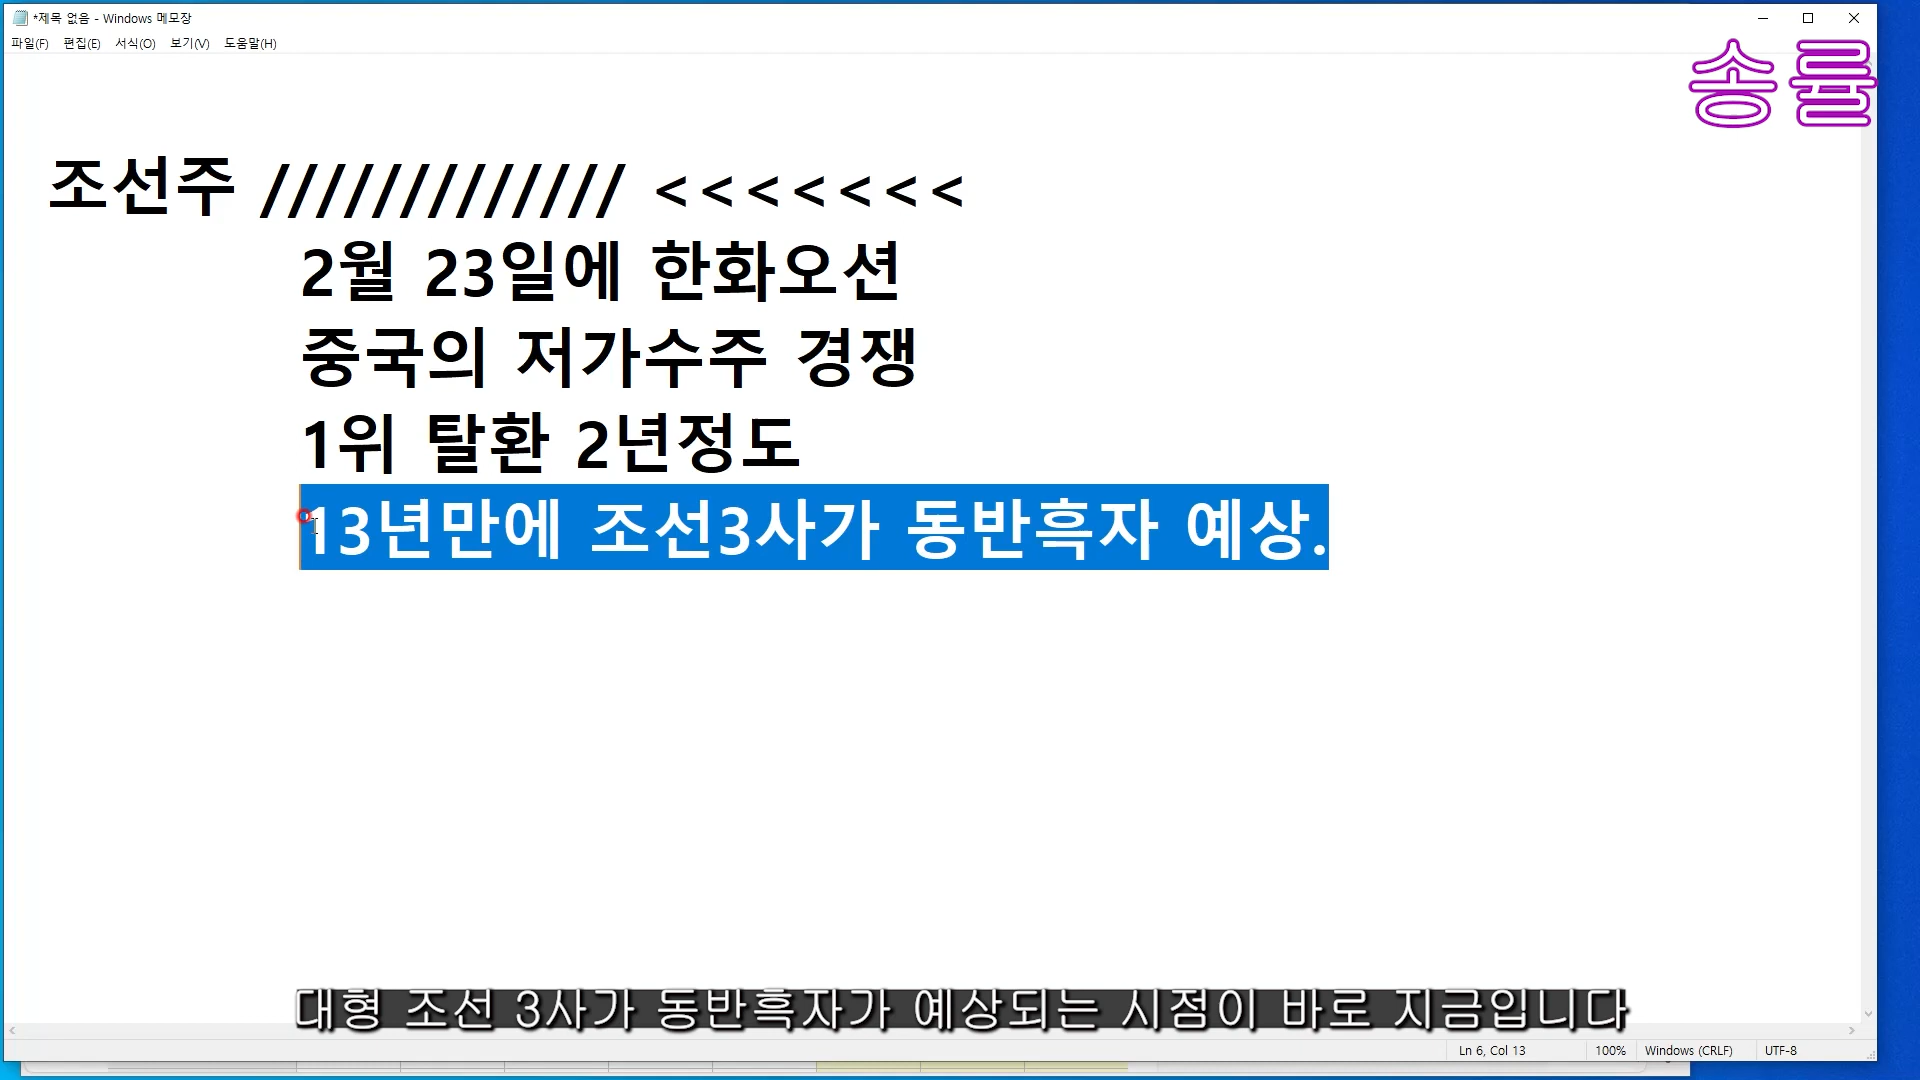 *제목 없음 - Windows 메모장
파일(F) 편집(E) 서식(O) 보기(V) 도움말(H)
송률
조선주 ///////////// <<<<<<<
2월 23일에 한화오션
중국의 저가수주 경쟁
1위 탈환 2년정도
13년만에 조선3사가 동반흑자 예상.
대형 조선 3사가 동반흑자가 예상되는 시점이 바로 지금입니다
Ln 6, Col 13 100% Windows (CRLF) UTF-8